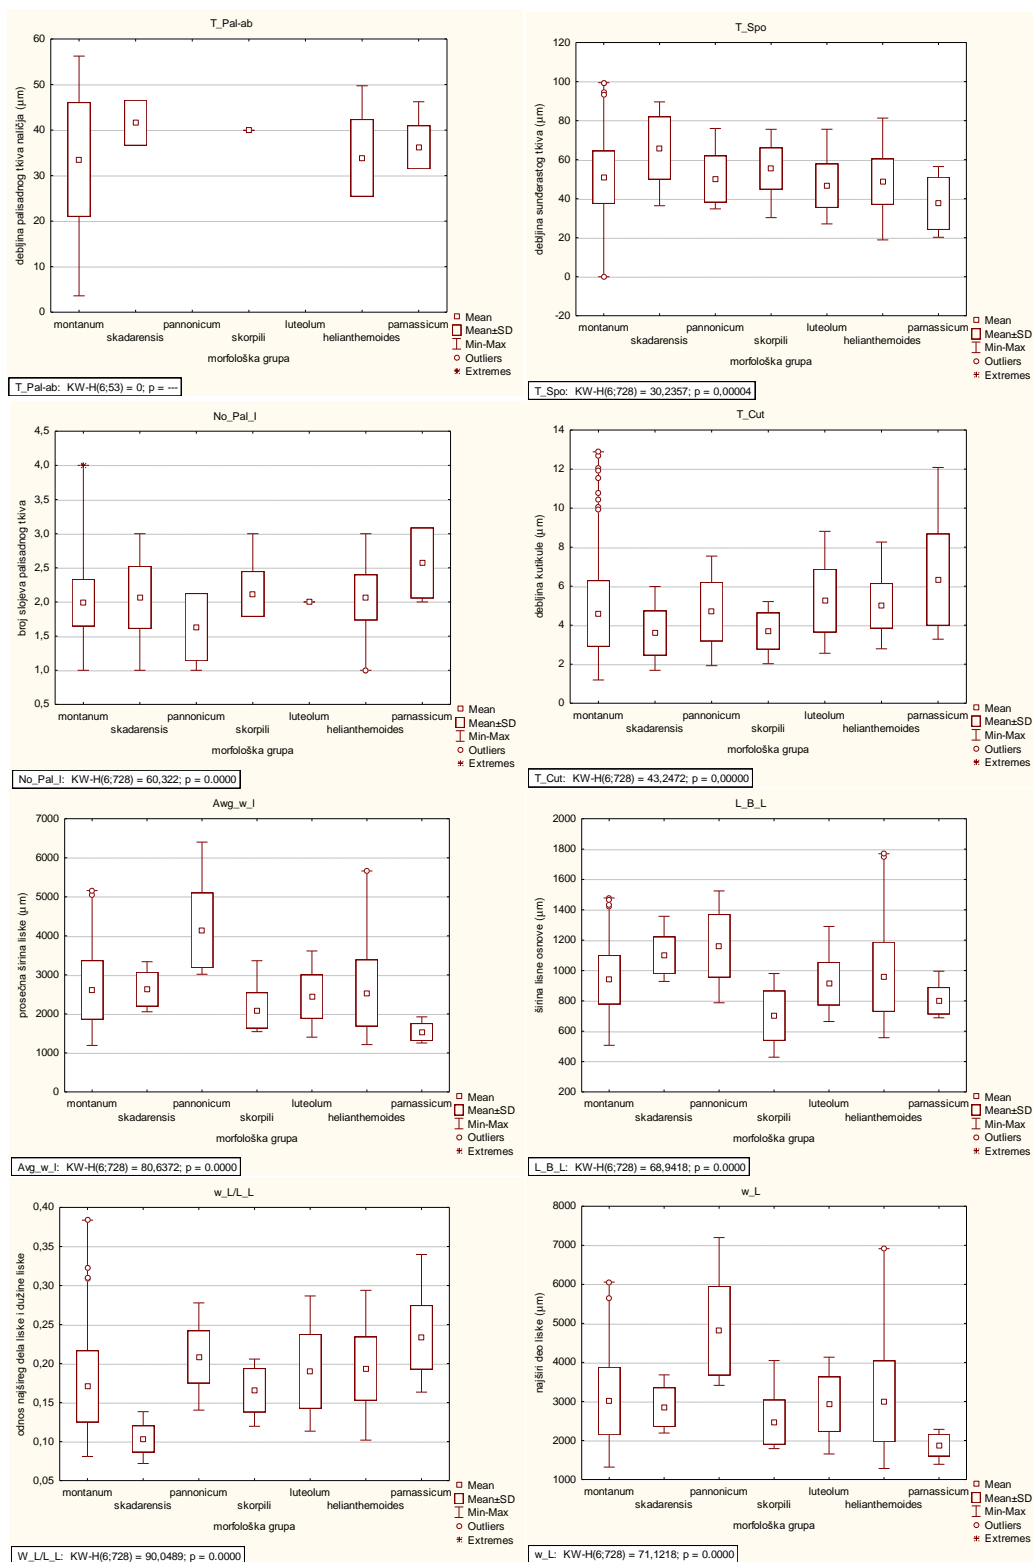 T_Pal-ab
debljina palisadnog tkiva naličja (µm)
60
50
40
30
20
10
0
montanum pannonicum luteolum parnassicum
skadarensis skorpili helianthemoides
morfološka grupa
Mean
Mean±SD
Min-Max
Outliers
Extremes
T_Pal-ab: KW-H(6;53) = 0; p = ---
T_Spo
debljina sunđerastog tkiva (µm)
120
100
80
60
40
20
0
-20
montanum pannonicum luteolum parnassicum
skadarensis skorpili helianthemoides
morfološka grupa
Mean
Mean±SD
Min-Max
Outliers
Extremes
T_Spo: KW-H(6;728) = 30,2357; p = 0,00004
No_Pal_l
broj slojeva palisadnog tkiva
4,5
4,0
3,5
3,0
2,5
2,0
1,5
1,0
0,5
montanum pannonicum luteolum parnassicum
skadarensis skorpili helianthemoides
morfološka grupa
Mean
Mean±SD
Min-Max
Outliers
Extremes
No_Pal_l: KW-H(6;728) = 60,322; p = 0.0000
T_Cut
debljina kutikule (µm)
14
12
10
8
6
4
2
0
montanum pannonicum luteolum parnassicum
skadarensis skorpili helianthemoides
morfološka grupa
Mean
Mean±SD
Min-Max
Outliers
Extremes
T_Cut: KW-H(6;728) = 43,2472; p = 0,00000
Awg_w_l
prosečna širina liske (µm)
7000
6000
5000
4000
3000
2000
1000
0
montanum pannonicum luteolum parnassicum
skadarensis skorpili helianthemoides
morfološka grupa
Mean
Mean±SD
Min-Max
Outliers
Extremes
Avg_w_l: KW-H(6;728) = 80,6372; p = 0.0000
L_B_L
širina lisne osnove (µm)
2000
1800
1600
1400
1200
1000
800
600
400
200
montanum pannonicum luteolum parnassicum
skadarensis skorpili helianthemoides
morfološka grupa
Mean
Mean±SD
Min-Max
Outliers
Extremes
L_B_L: KW-H(6;728) = 68,9418; p = 0.0000
w_L/L_L
odnos najšireg dela liske i dužine liske
0,40
0,35
0,30
0,25
0,20
0,15
0,10
0,05
montanum pannonicum luteolum parnassicum
skadarensis skorpili helianthemoides
morfološka grupa
Mean
Mean±SD
Min-Max
Outliers
Extremes
W_L/L_L: KW-H(6;728) = 90,0489; p = 0.0000
w_L
najširi deo liske (µm)
8000
7000
6000
5000
4000
3000
2000
1000
montanum pannonicum luteolum parnassicum
skadarensis skorpili helianthemoides
morfološka grupa
Mean
Mean±SD
Min-Max
Outliers
Extremes
w_L: KW-H(6;728) = 71,1218; p = 0.0000